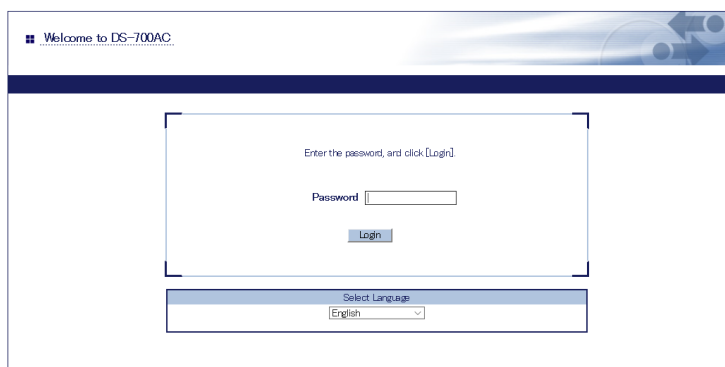 Welcome to DS-700AC
Enter the password, and click [Login].
Password
Login
Select Language
English